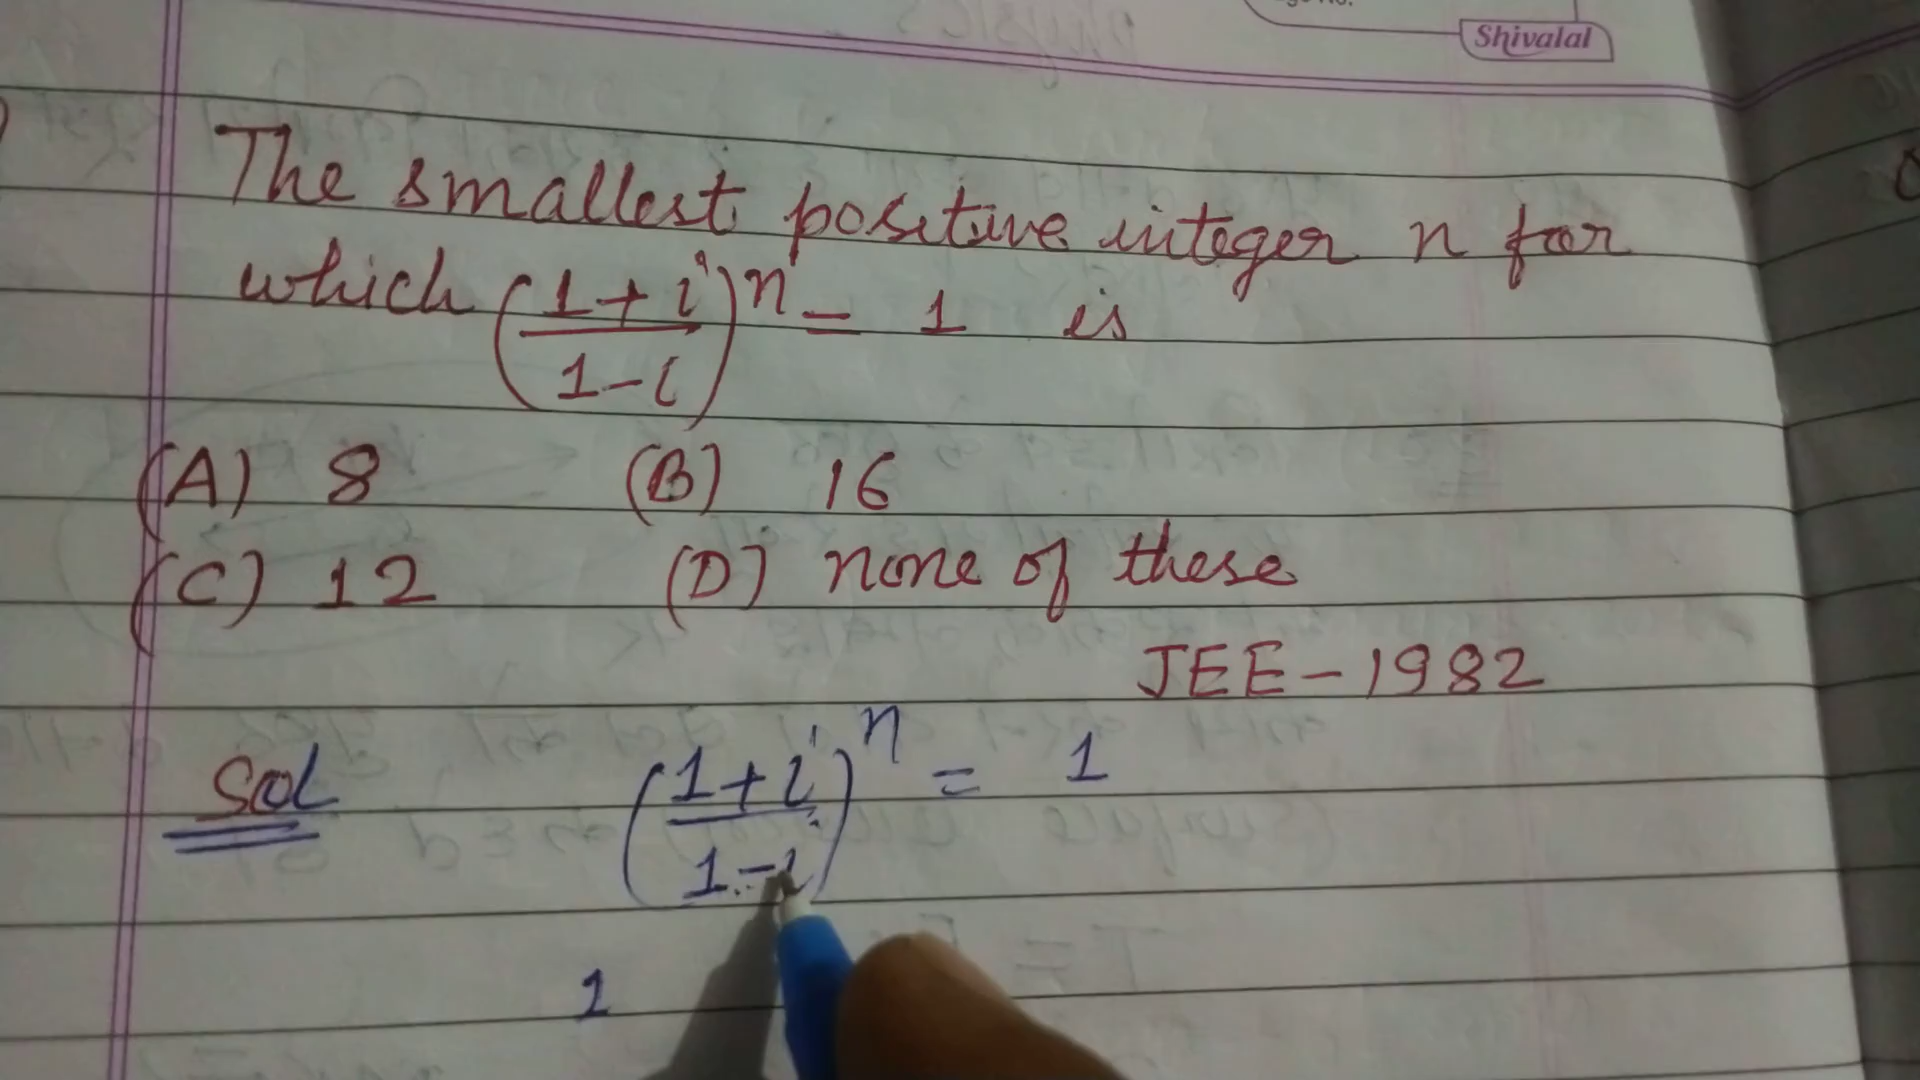 Shivalal
The smallest positive integer n for
which (1+i/1-i)^n = 1 is
(A) 8 (B) 16
(C) 12 (D) none of these
JEE-1982
Sol (1+i/1-i)^n = 1
1